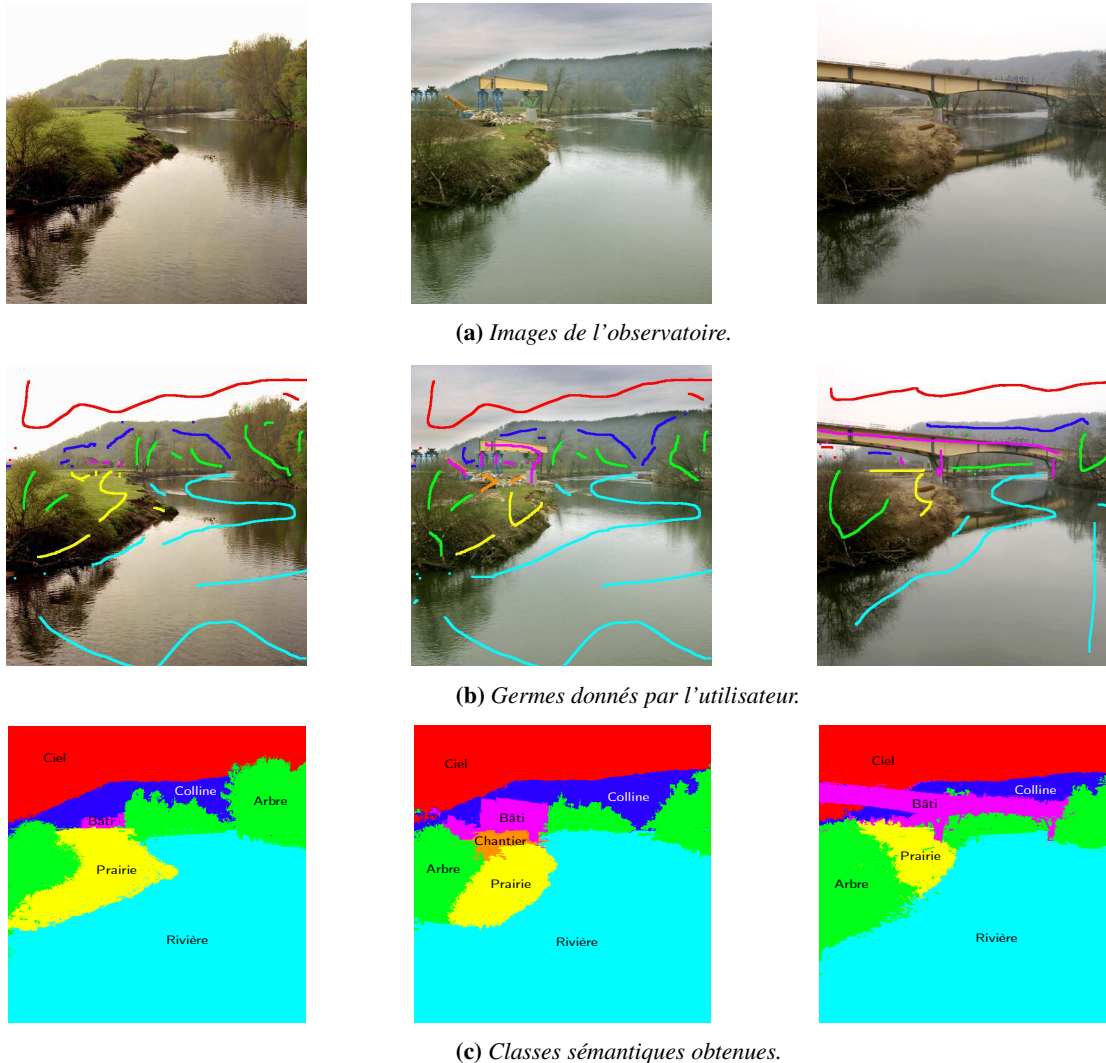 (a) Images de l'observatoire.
(b) Germes donnés par l'utilisateur.
Ciel
Colline
Arbre
Bâti
Prairie
Rivière
Ciel
Colline
Bâti
Chantier
Arbre
Prairie
Rivière
Ciel
Colline
Bâti
Prairie
Arbre
Rivière
(c) Classes sémantiques obtenues.